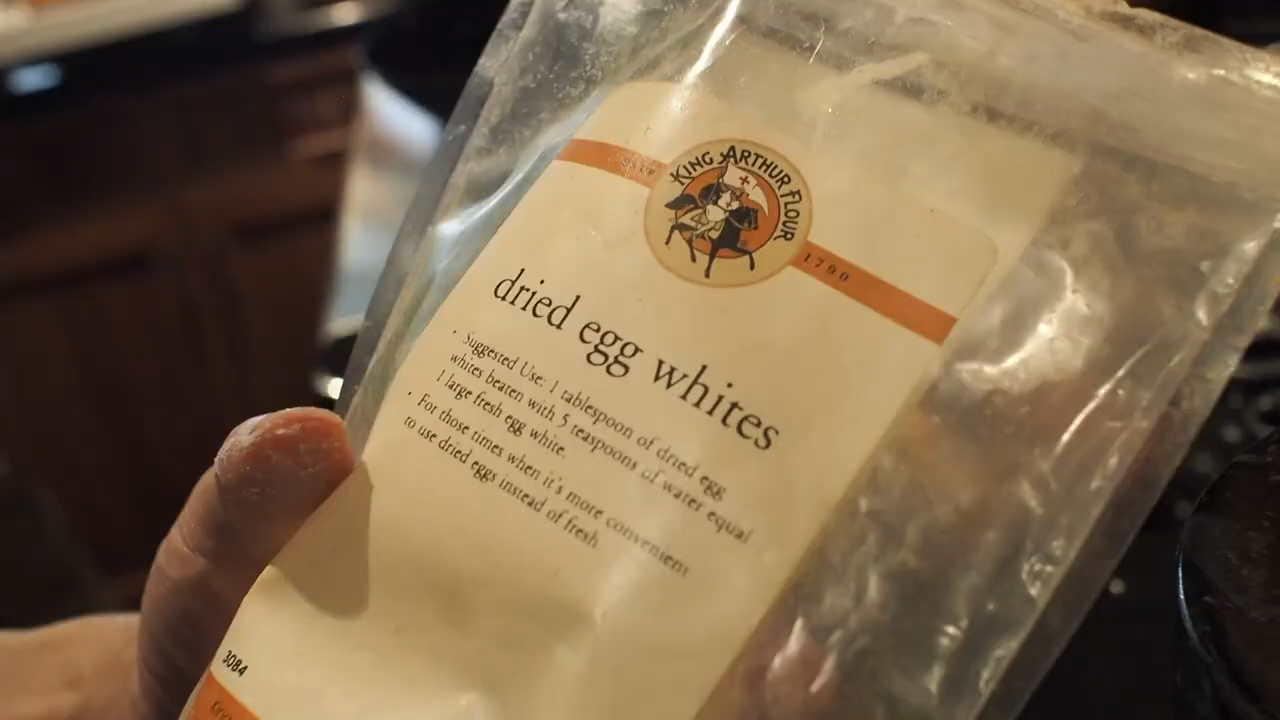 KING ARTHUR FLOUR
1790
dried egg whites
• Suggested Use: 1 tablespoon of dried egg
whites beaten with 5 teaspoons of water equal
1 large fresh egg white.
• For those times when it's more convenient
to use dried eggs instead of fresh.
3084